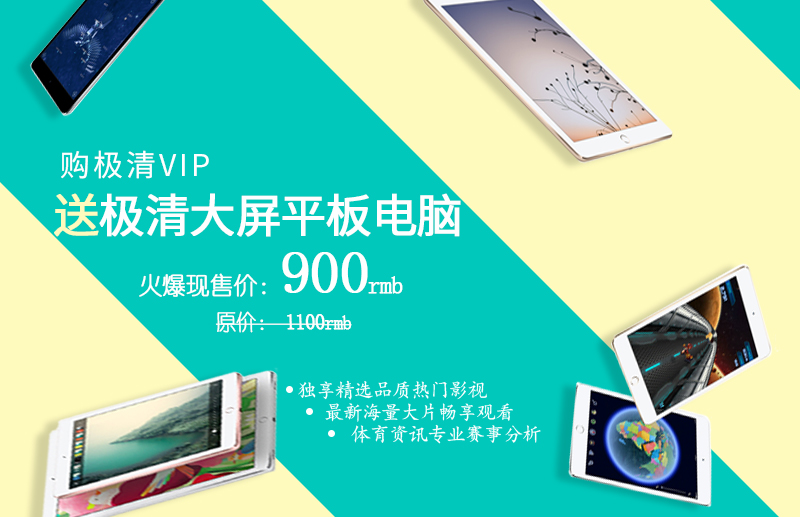 购极清VIP
送极清大屏平板电脑
火爆现售价：900rmb
原价： 1100rmb
•独享精选品质热门影视
• 最新海量大片畅享观看
• 体育资讯专业赛事分析